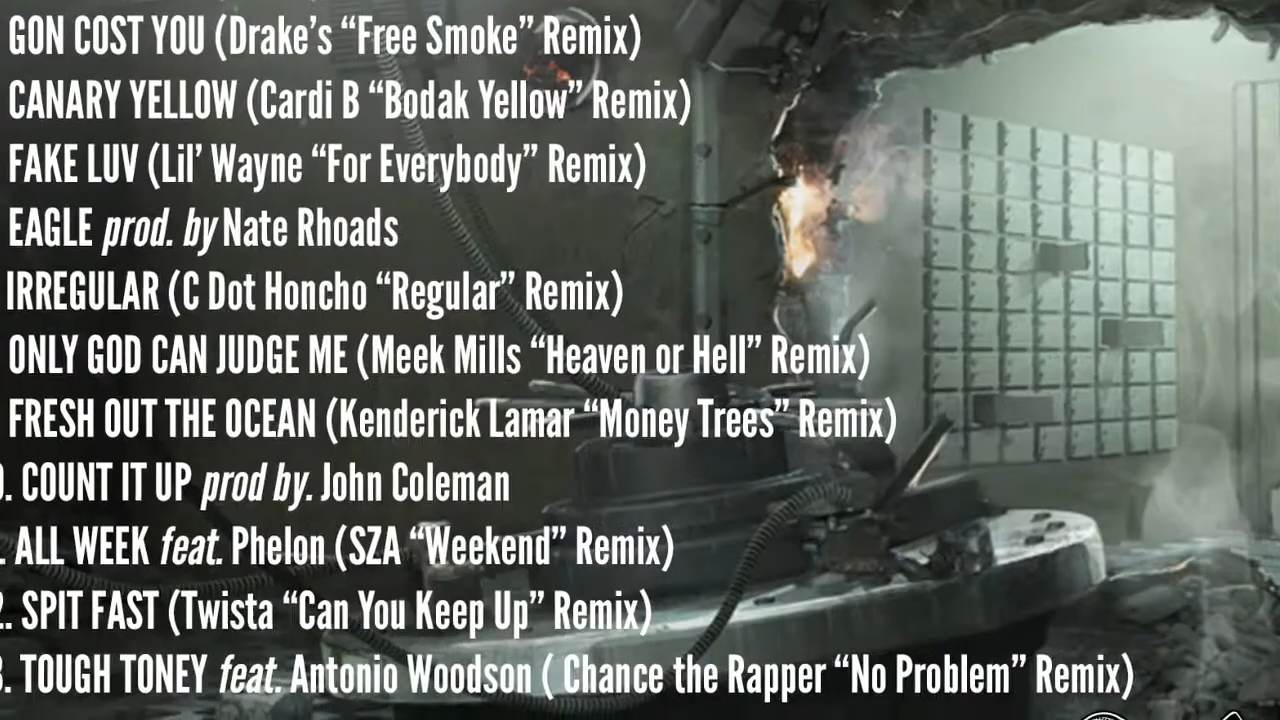 GON COST YOU (Drake’s “Free Smoke” Remix)
CANARY YELLOW (Cardi B “Bodak Yellow” Remix)
FAKE LUV (Lil’ Wayne “For Everybody” Remix)
EAGLE prod. by Nate Rhoads
IRREGULAR (C Dot Honcho “Regular” Remix)
ONLY GOD CAN JUDGE ME (Meek Mills “Heaven or Hell” Remix)
FRESH OUT THE OCEAN (Kenderick Lamar “Money Trees” Remix)
. COUNT IT UP prod by. John Coleman
. ALL WEEK feat. Phelon (SZA “Weekend” Remix)
. SPIT FAST (Twista “Can You Keep Up” Remix)
. TOUGH TONEY feat. Antonio Woodson ( Chance the Rapper “No Problem” Remix)